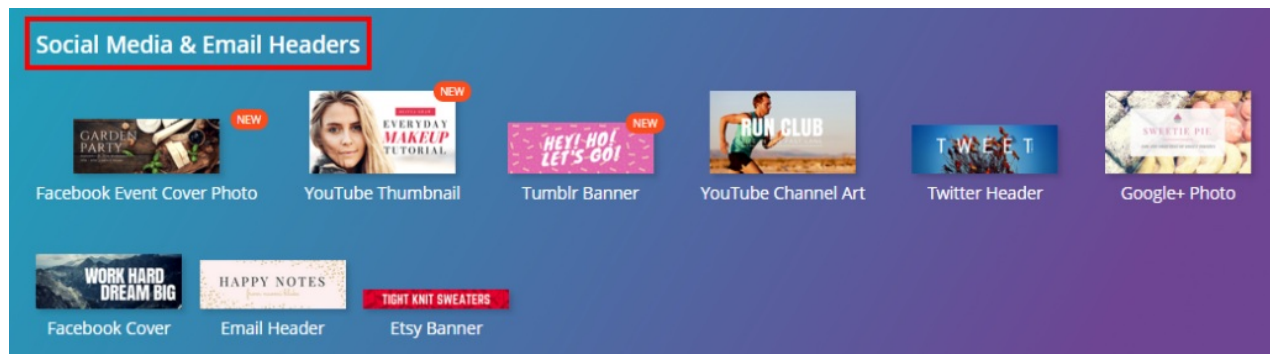 Social Media & Email Headers
NEW
NEW
NEW
GARDEN
PARTY
EVERYDAY
MAKEUP
TUTORIAL
HEY! HO!
LET'S GO!
RUN CLUB
TWEET
SWEETIE PIE
Facebook Event Cover Photo
YouTube Thumbnail
Tumblr Banner
YouTube Channel Art
Twitter Header
Google+ Photo
WORK HARD
DREAM BIG
HAPPY NOTES
TIGHT KNIT SWEATERS
Facebook Cover
Email Header
Etsy Banner